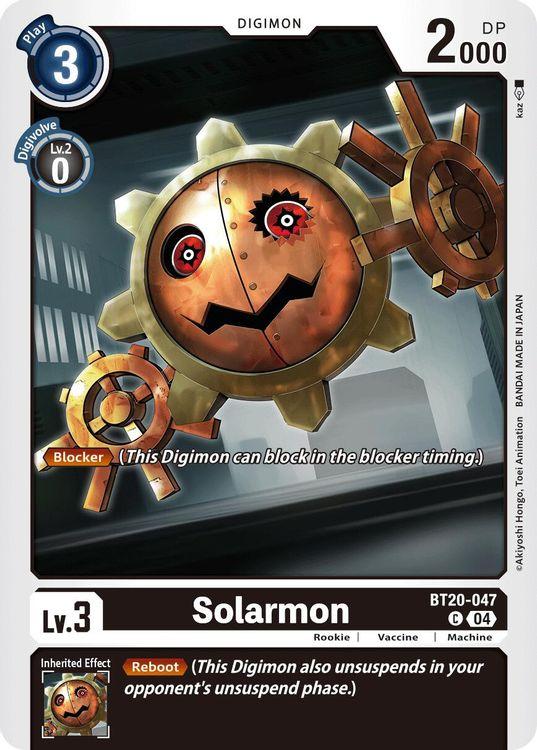 DIGIMON
Play
3
DP
2000
Digivolve
Lv.2
0
kaz
Blocker (This Digimon can block in the blocker timing.)
©Akiyoshi Hongo, Toei Animation BANDAI MADE IN JAPAN
Lv.3
Solarmon
BT20-047
C 04
Rookie | Vaccine | Machine
Inherited Effect
Reboot (This Digimon also unsuspends in your
opponent's unsuspend phase.)